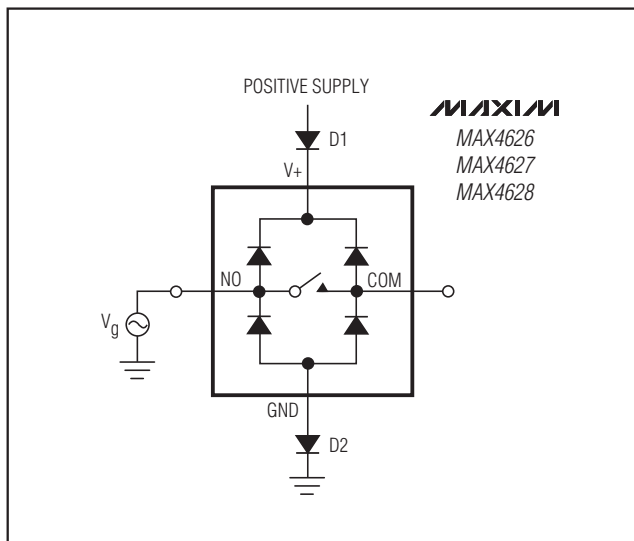 POSITIVE SUPPLY
MAXIM
D1
MAX4626
V+
MAX4627
MAX4628
NO
COM
Vg
GND
D2